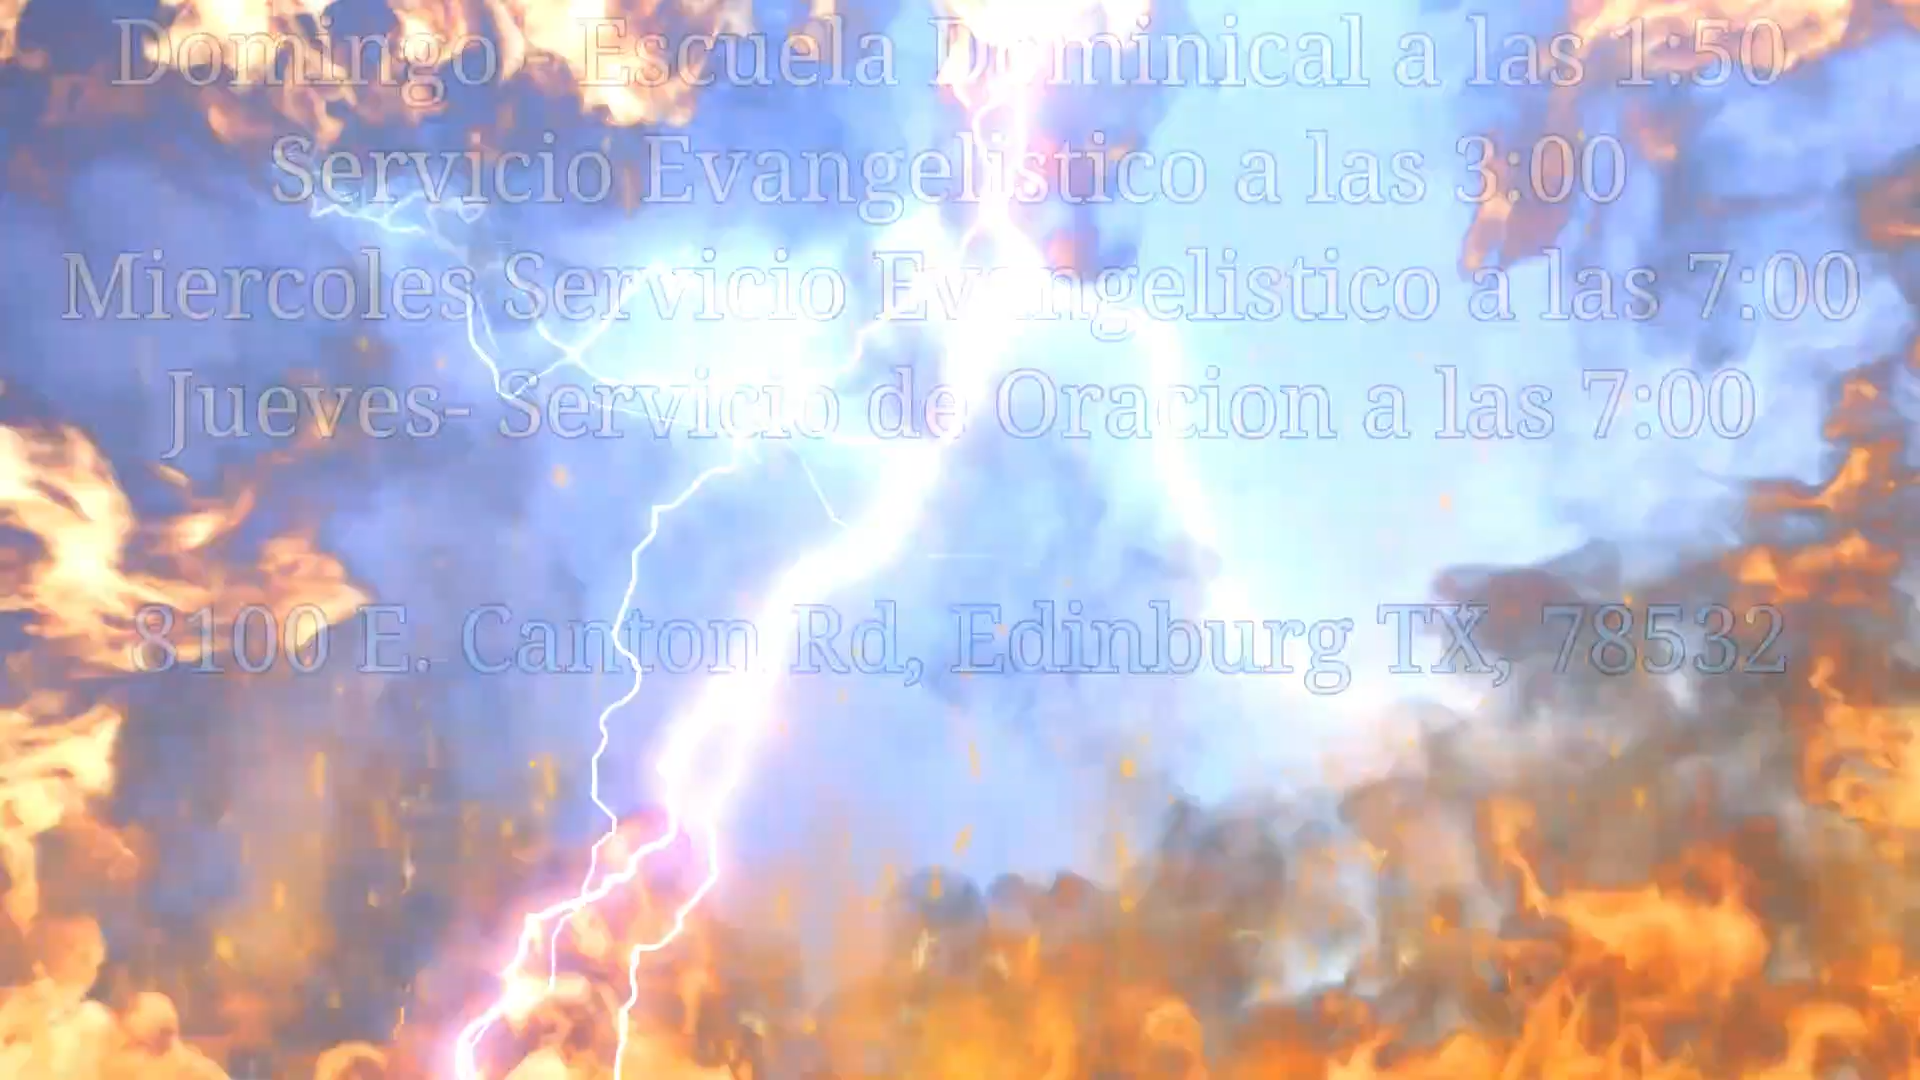 Domingo - Escuela Dominical a las 1:50
Servicio Evangelistico a las 3:00
Miercoles Servicio Evangelistico a las 7:00
Jueves- Servicio de Oracion a las 7:00
8100 E. Canton Rd, Edinburg TX, 78532